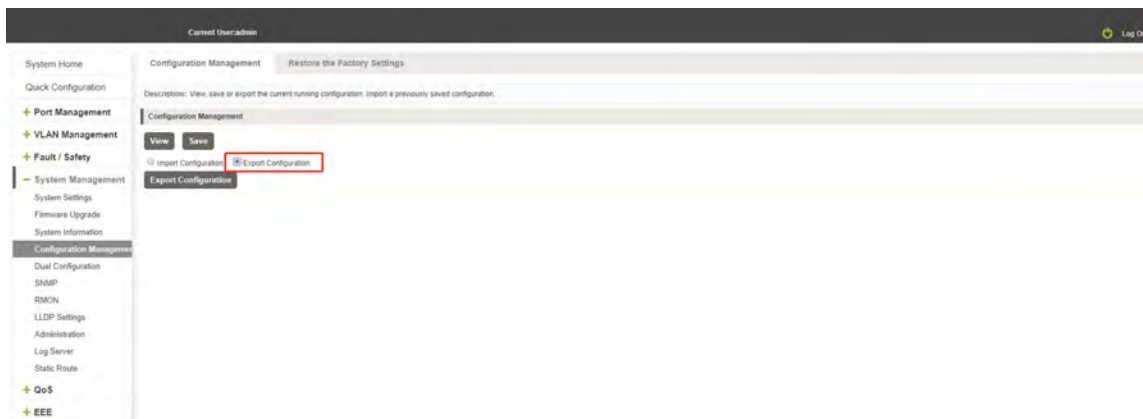 Current User:admin
Log O
System Home
Quick Configuration
+ Port Management
+ VLAN Management
+ Fault / Safety
− System Management
System Settings
Firmware Upgrade
System Information
Configuration Managemen
Dual Configuration
SNMP
RMON
LLDP Settings
Administration
Log Server
Static Route
+ QoS
+ EEE
Configuration Management
Restore the Factory Settings
Description: View, save or export the current running configuration. Import a previously saved configuration.
Configuration Management
View Save
Import Configuration Export Configuration
Export Configuration